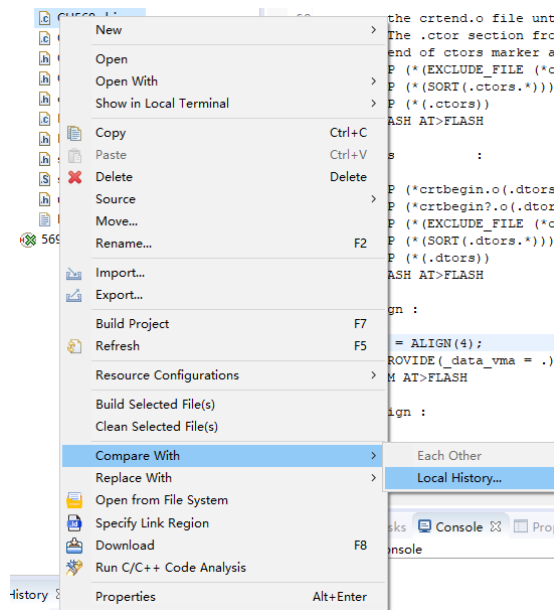 the crtend.o file unt
New
The .ctor section fro
end of ctors marker a
Open
P (*(EXCLUDE_FILE (*c
Open With
P (*(SORT(.ctors.*)))
Show in Local Terminal
P (*(.ctors))
ASH AT>FLASH
Copy Ctrl+C
Paste Ctrl+V
s :
Delete Delete
Source
P (*crtbegin.o(.dtors
Move...
P (*crtbegin?.o(.dtor
P (*(EXCLUDE_FILE (*c
Rename... F2
569
P (*(SORT(.dtors.*)))
P (*(.dtors))
Import...
ASH AT>FLASH
Export...
gn :
Build Project F7
Refresh F5
= ALIGN(4);
ROVIDE(_data_vma = .)
Resource Configurations
M AT>FLASH
Build Selected File(s)
ign :
Clean Selected File(s)
Compare With
Each Other
Replace With
Local History...
Open from File System
Specify Link Region
sks Console Prop
Download F8
onsole
Run C/C++ Code Analysis
History
Properties Alt+Enter